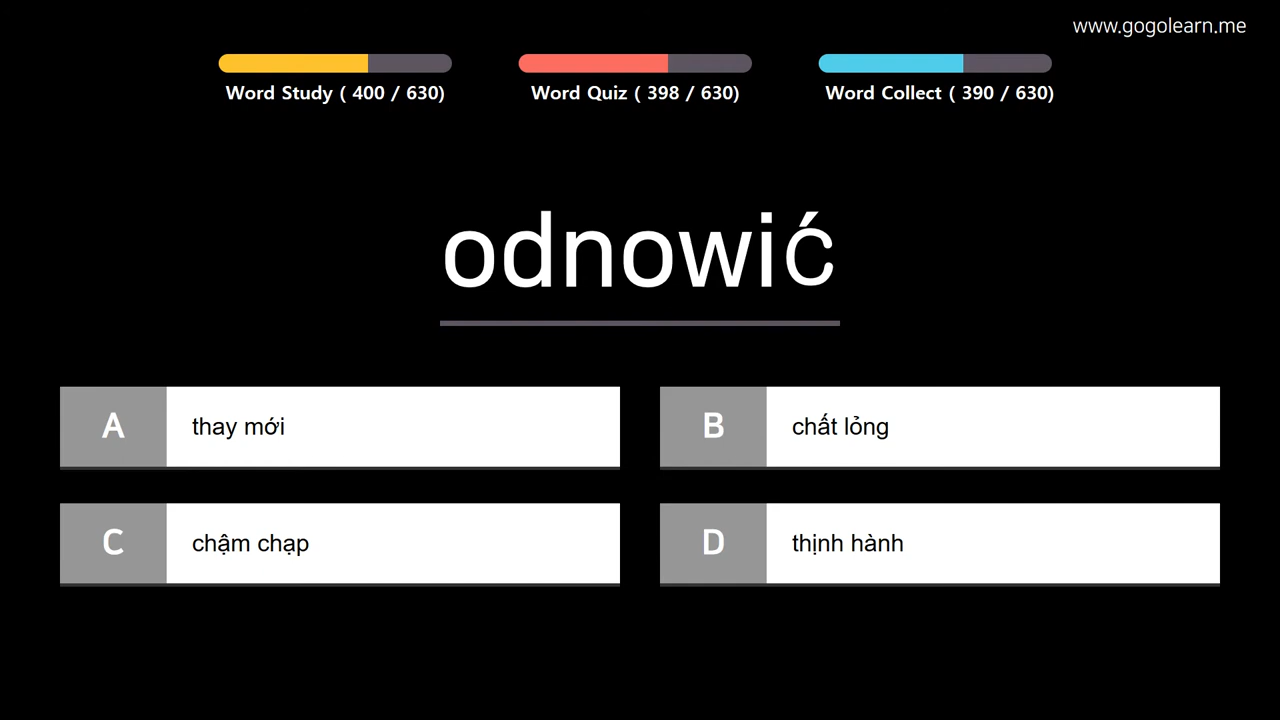 www.gogolearn.me
Word Study ( 400 / 630)
Word Quiz ( 398 / 630)
Word Collect ( 390 / 630)
odnowić
A thay mới
B chất lỏng
C chậm chạp
D thịnh hành